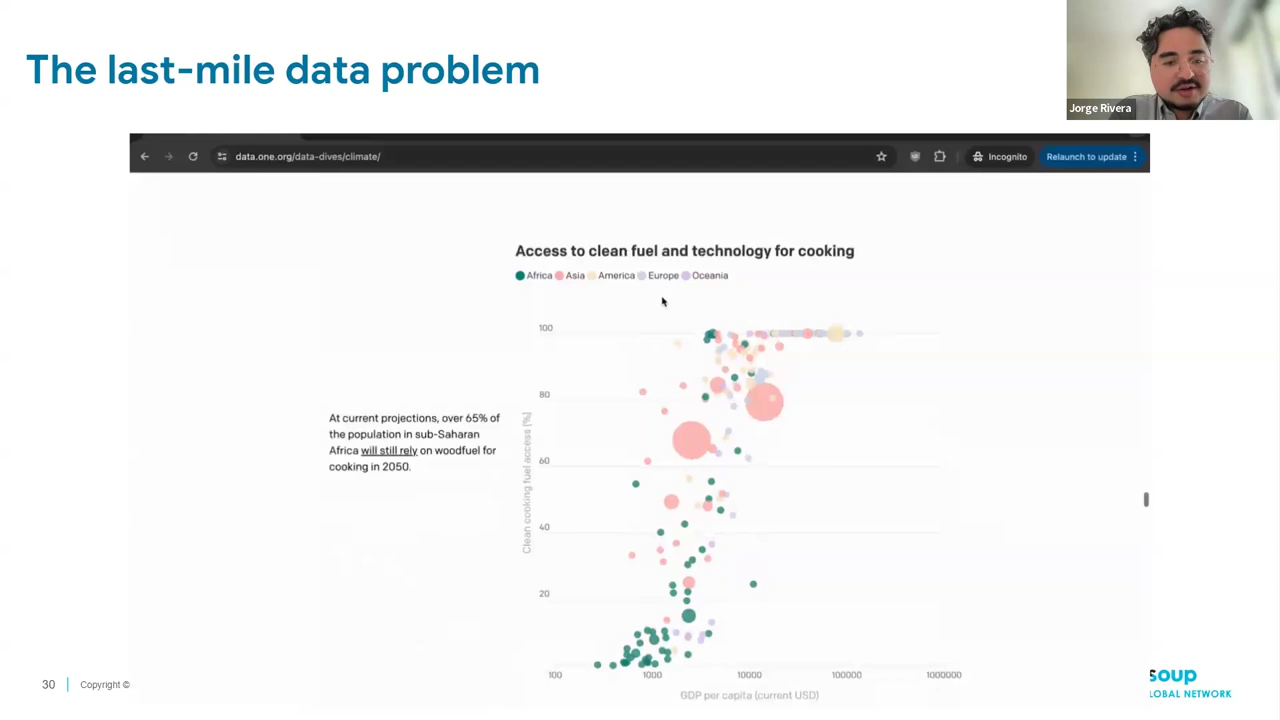 The last-mile data problem
Jorge Rivera
data.one.org/data-dives/climate/
Incognito
Relaunch to update
Access to clean fuel and technology for cooking
Africa Asia America Europe Oceania
At current projections, over 65% of
the population in sub-Saharan
Africa will still rely on woodfuel for
cooking in 2050.
Clean cooking fuel access (%)
100
80
60
40
20
100 1000 10000 100000 1000000
GDP per capita (current USD)
30
Copyright ©
soup
LOBAL NETWORK